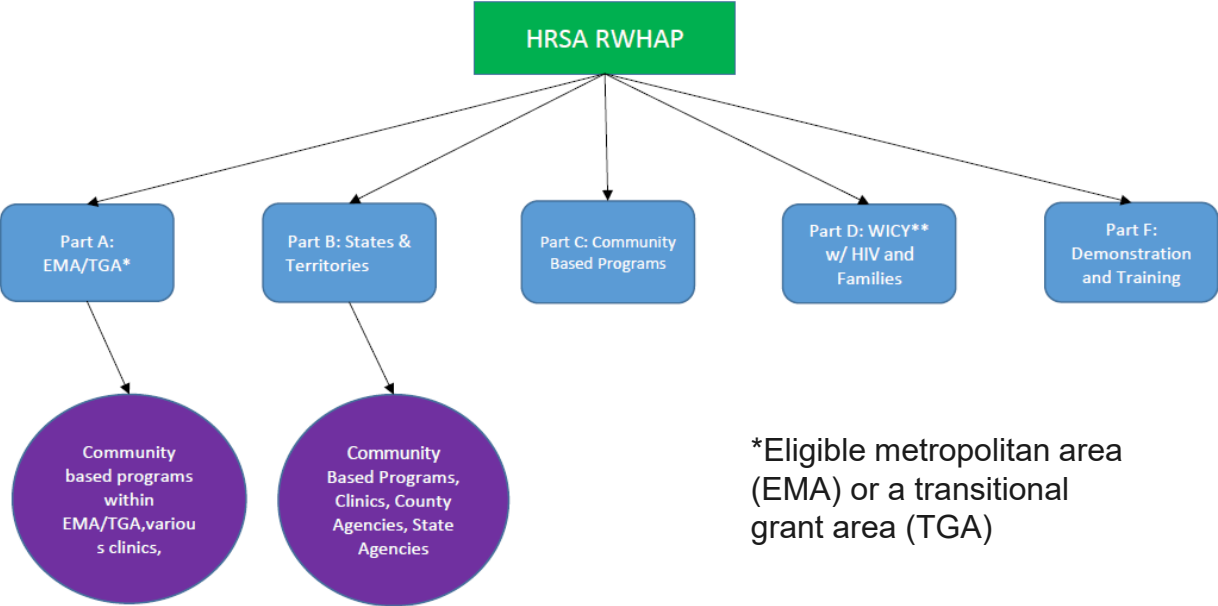 HRSA RWHAP
Part A:
EMA/TGA*
Part B: States &
Territories
Part C: Community
Based Programs
Part D: WICY**
w/ HIV and
Families
Part F:
Demonstration
and Training
Community
based programs
within
EMA/TGA,variou
s clinics,
Community
Based Programs,
Clinics, County
Agencies, State
Agencies
*Eligible metropolitan area
(EMA) or a transitional
grant area (TGA)